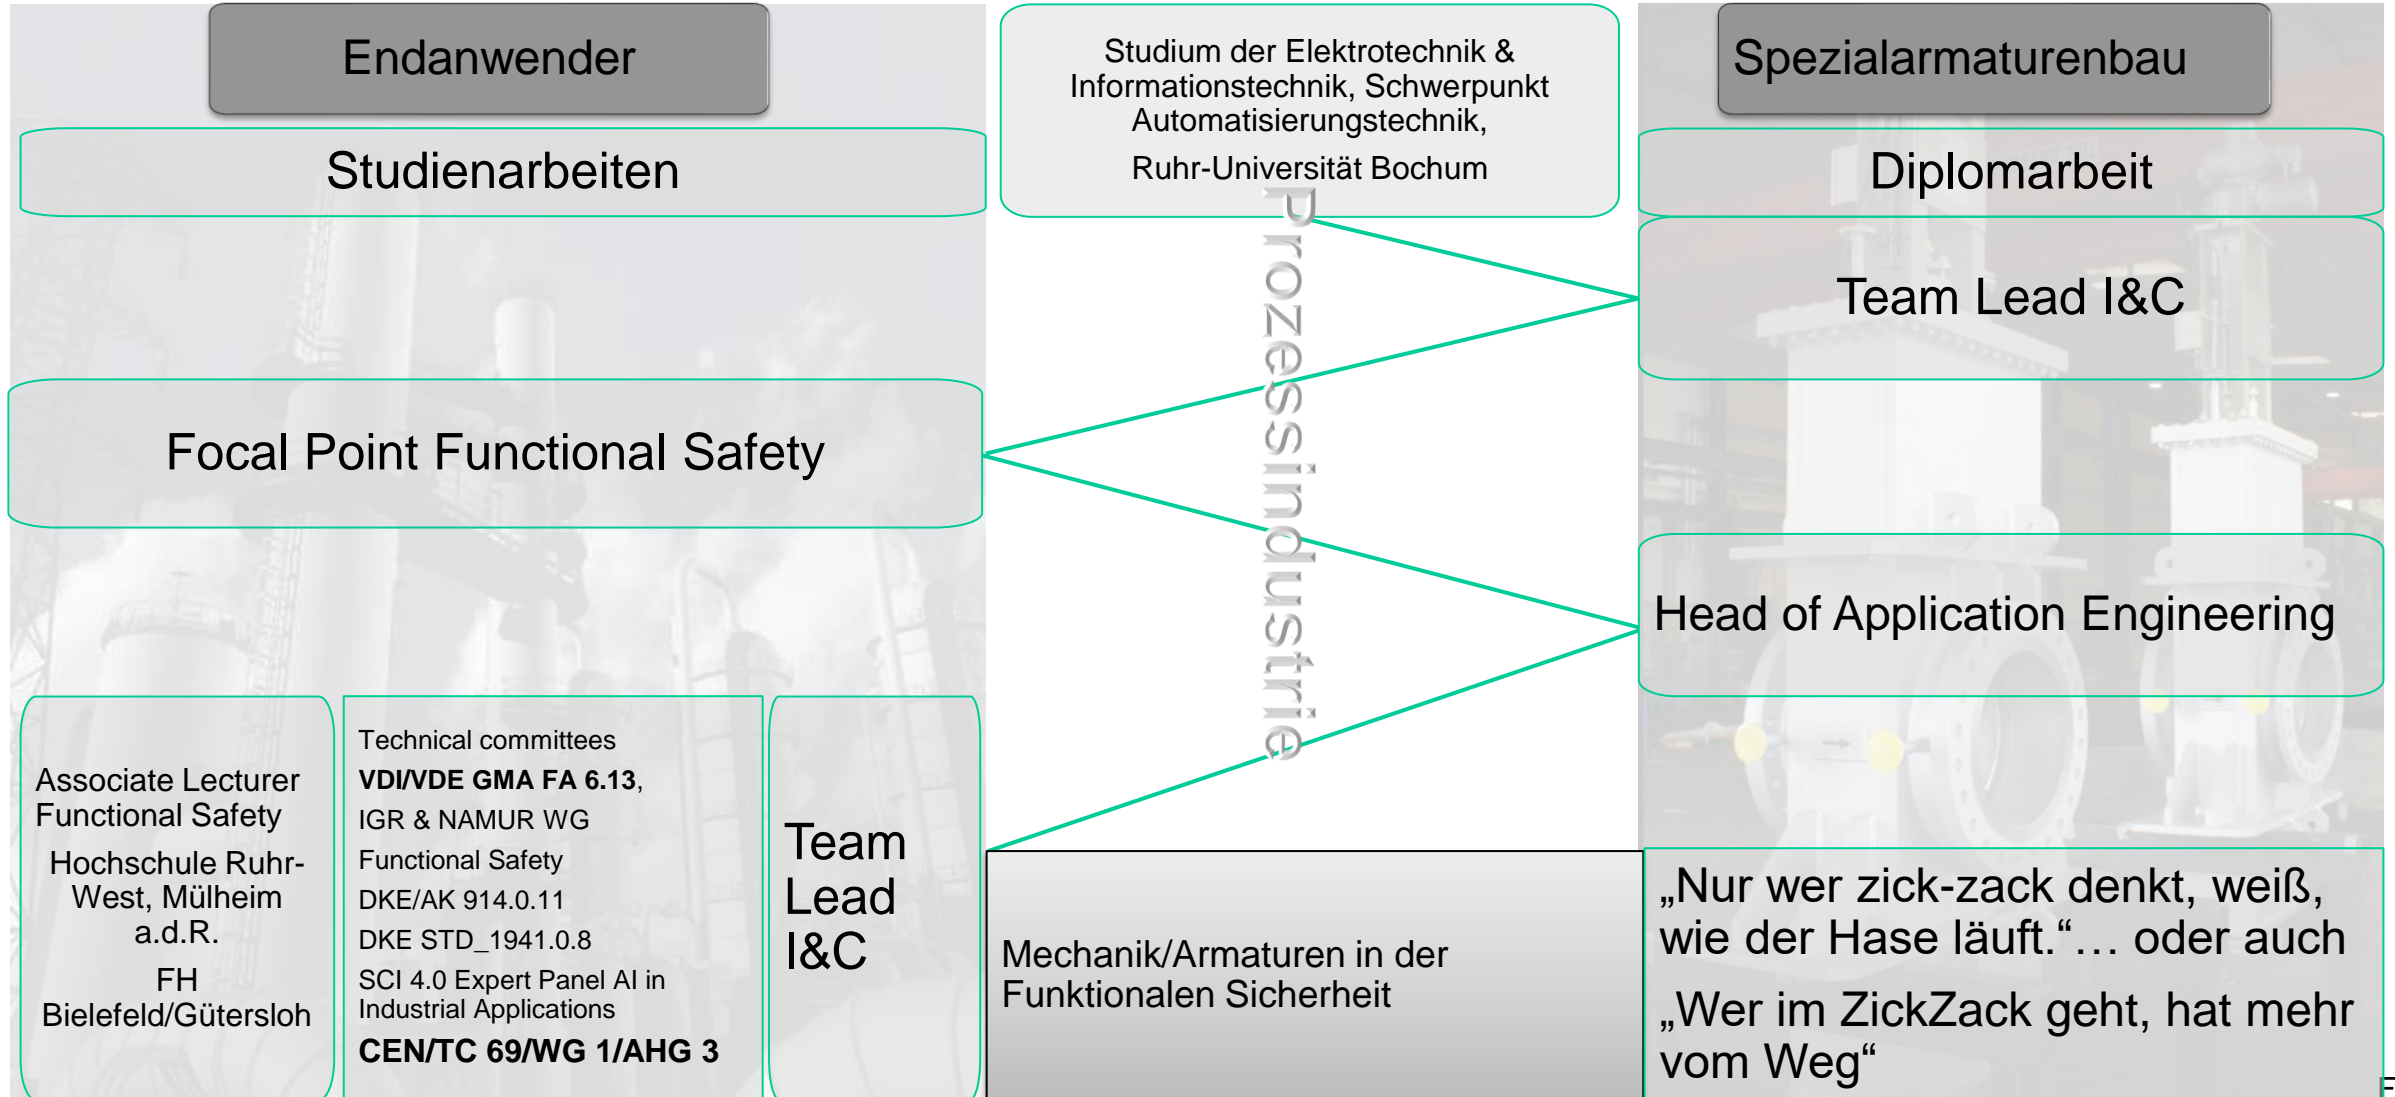 Endanwender
Studium der Elektrotechnik &
Informationstechnik, Schwerpunkt
Automatisierungstechnik,
Ruhr-Universität Bochum
Spezialarmaturenbau
Studienarbeiten
Diplomarbeit
Prozessindustrie
Team Lead I&C
Focal Point Functional Safety
Head of Application Engineering
Associate Lecturer
Functional Safety
Hochschule Ruhr-
West, Mülheim
a.d.R.
FH
Bielefeld/Gütersloh
Technical committees
VDI/VDE GMA FA 6.13,
IGR & NAMUR WG
Functional Safety
DKE/AK 914.0.11
DKE STD_1941.0.8
SCI 4.0 Expert Panel AI in
Industrial Applications
CEN/TC 69/WG 1/AHG 3
Team
Lead
I&C
Mechanik/Armaturen in der
Funktionalen Sicherheit
„Nur wer zick-zack denkt, weiß,
wie der Hase läuft.“… oder auch
„Wer im ZickZack geht, hat mehr
vom Weg“